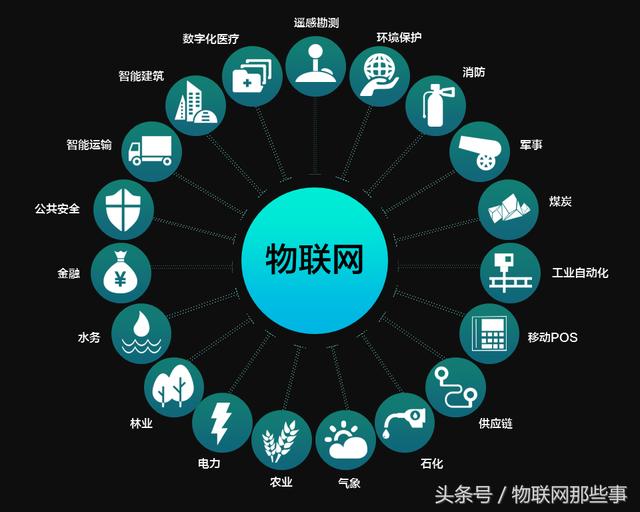 遥感勘测
数字化医疗
环境保护
智能建筑
消防
智能运输
军事
公共安全
煤炭
物联网
金融
¥
工业自动化
水务
移动POS
林业
供应链
电力
石化
农业
气象
头条号 / 物联网那些事